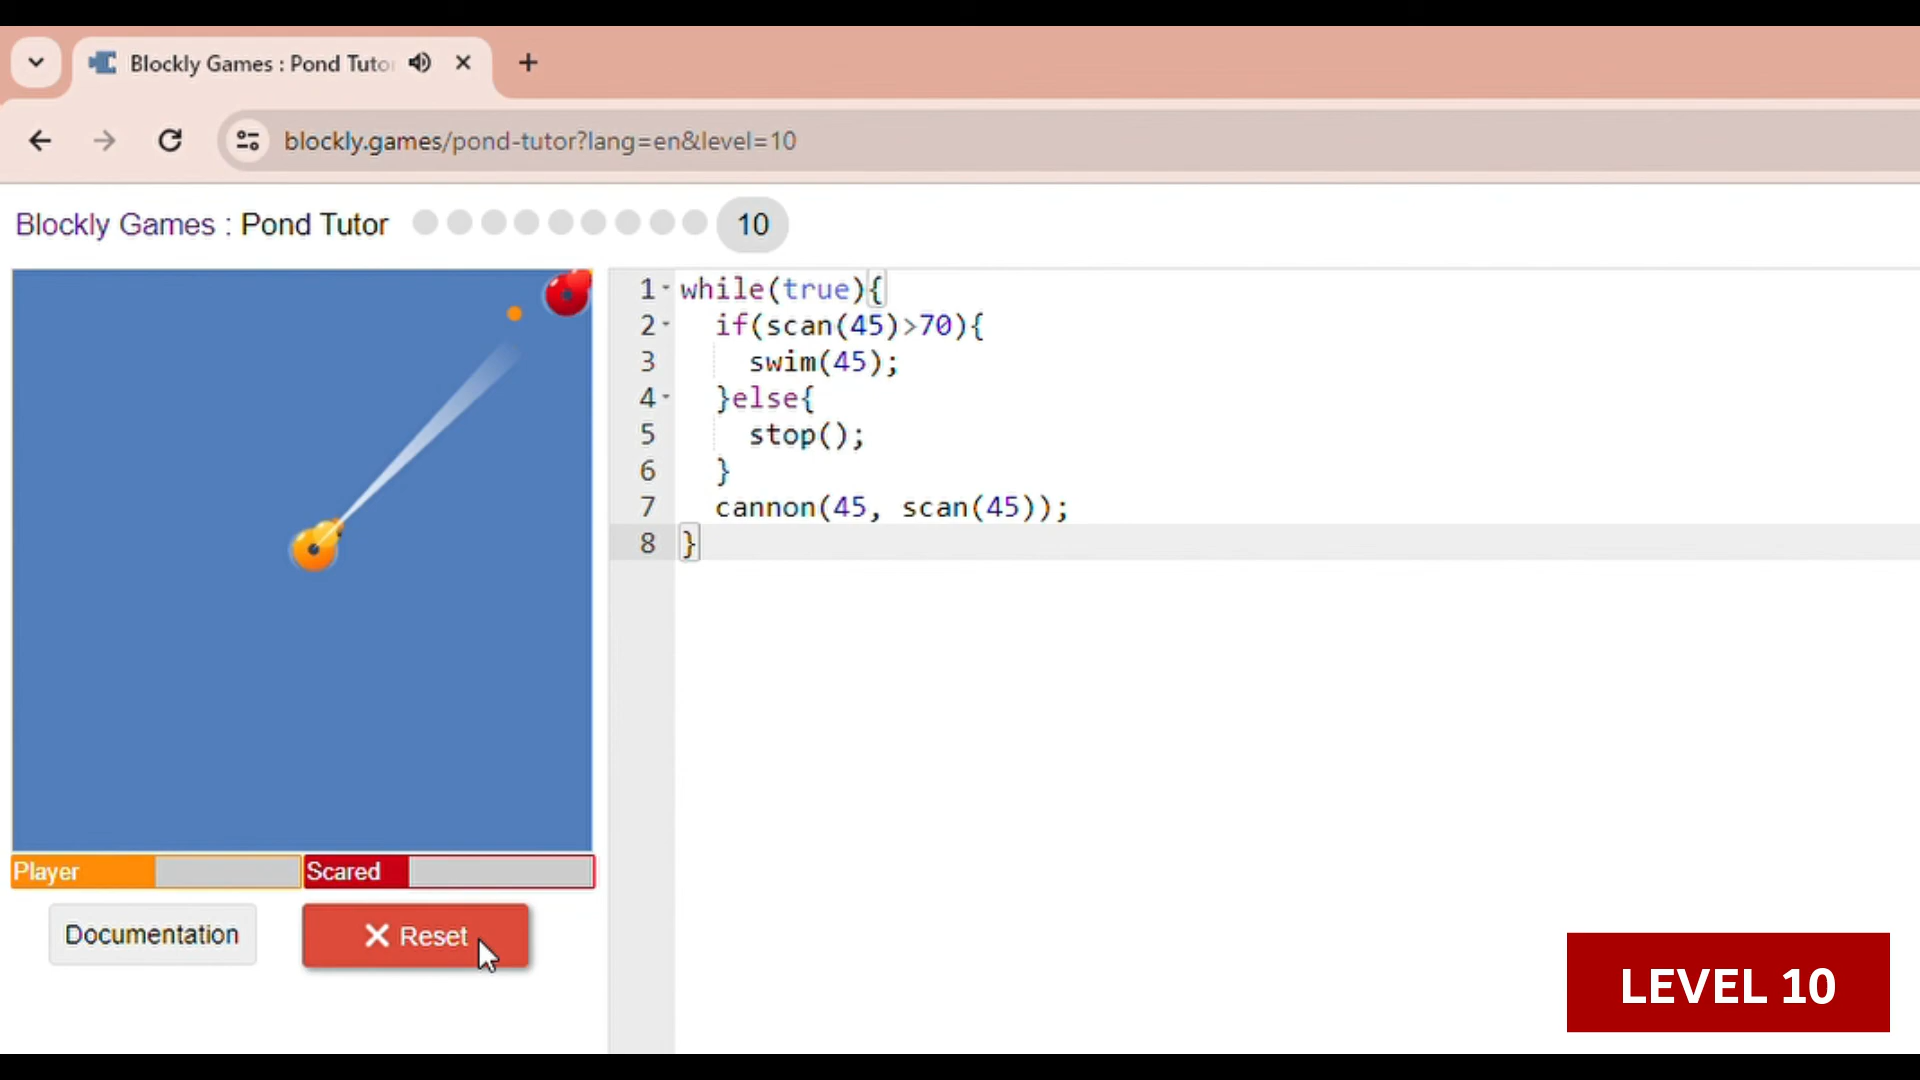 Blockly Games : Pond Tuto
blockly.games/pond-tutor?lang=en&level=10
Blockly Games : Pond Tutor 10
1 while(true){
2 if(scan(45)>70){
3 swim(45);
4 }else{
5 stop();
6 }
7 cannon(45, scan(45));
8 }
Player Scared
Documentation Reset
LEVEL 10